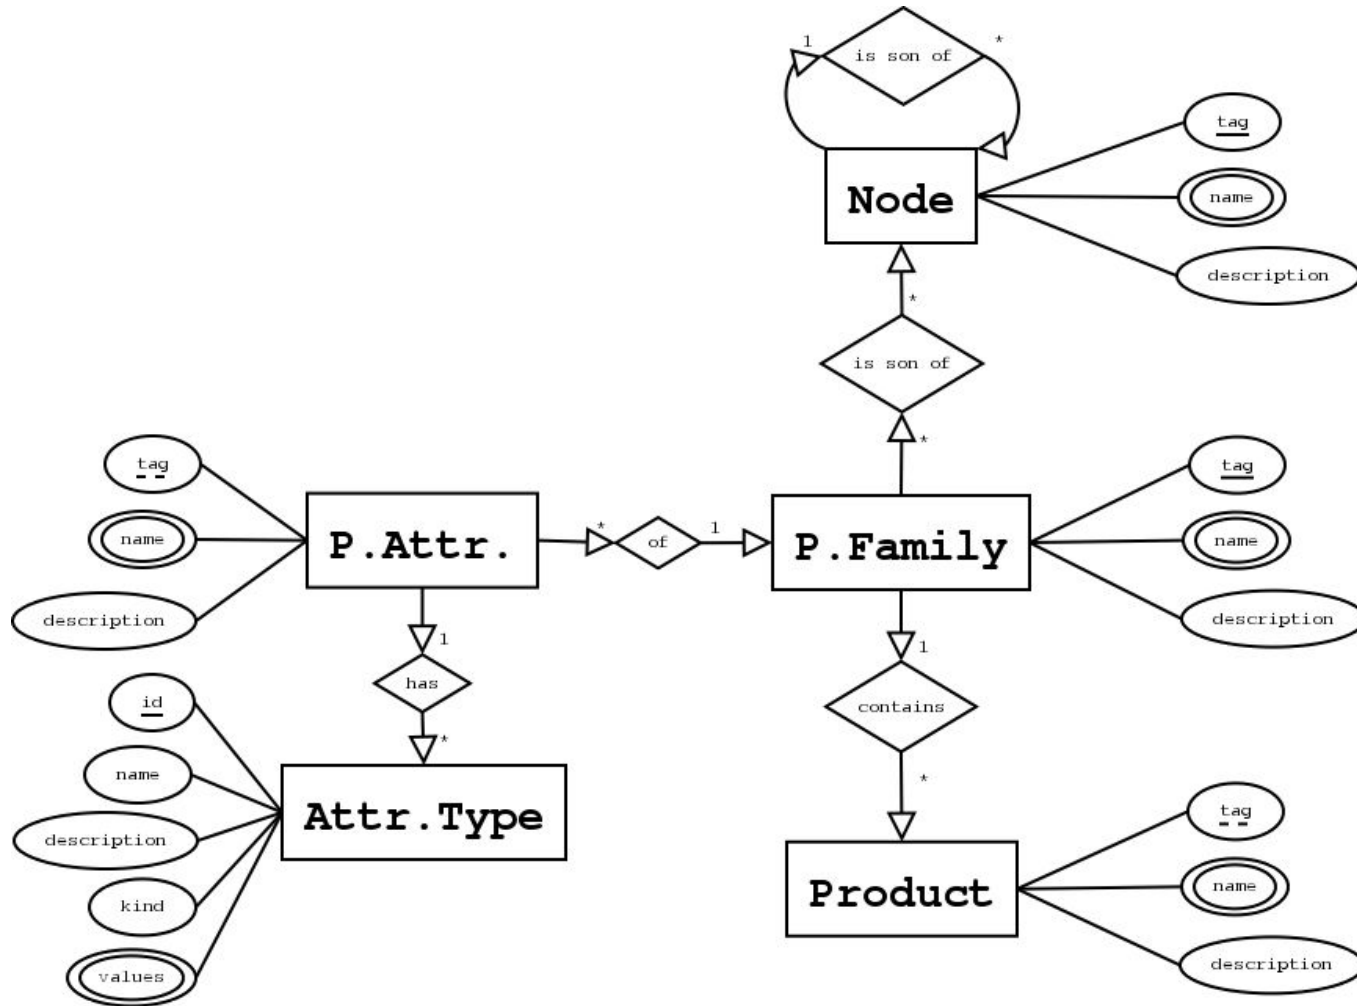 1
is son of
*
tag
Node
name
description
*
is son of
*
tag
tag
name
P.Attr.
*
of
1
P.Family
name
description
description
1
has
*
1
contains
*
id
name
description
kind
values
Attr.Type
tag
Product
name
description